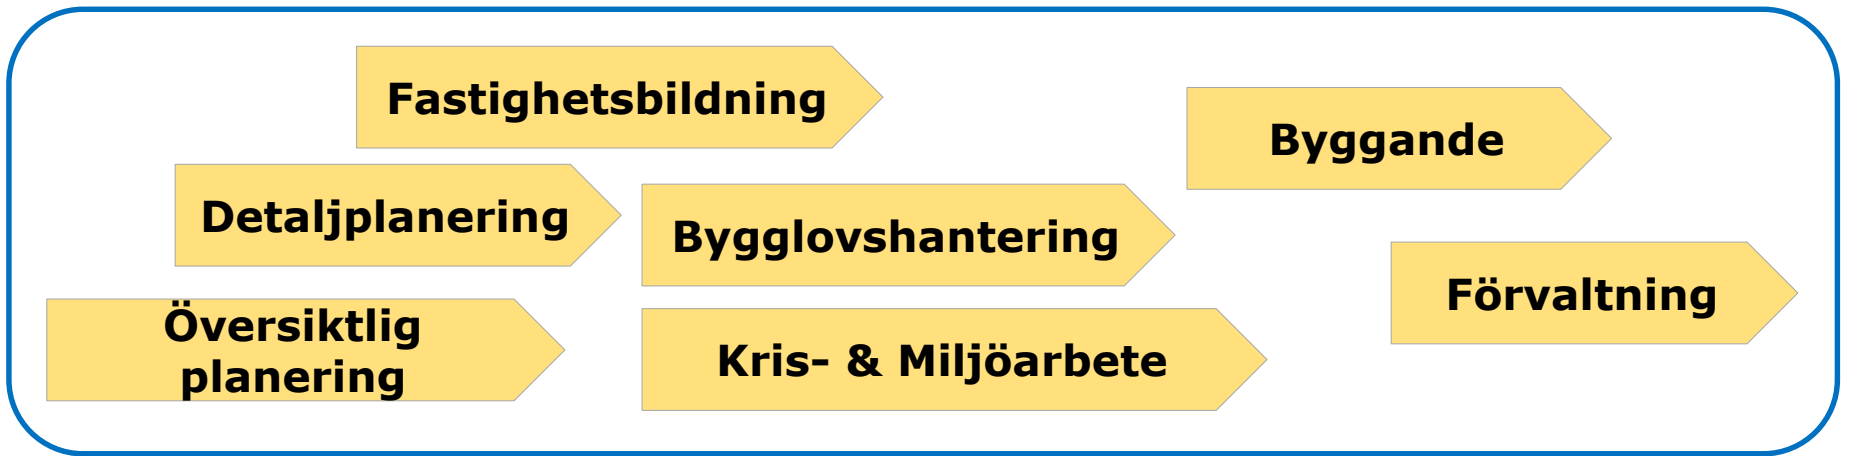 Fastighetsbildning
Byggande
Detaljplanering
Bygglovshantering
Förvaltning
Översiktlig
planering
Kris- & Miljöarbete